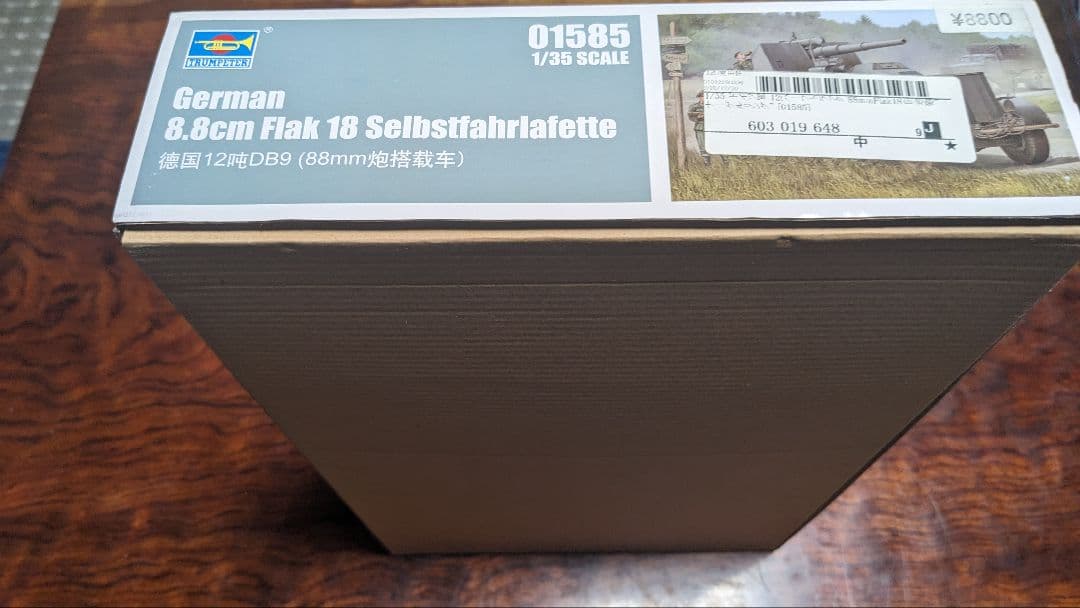 TRUMPETER
®
01585
1/35 SCALE
German
8.8cm Flak 18 Selbstfahrlafette
德国12吨DB9 (88mm炮搭载车)
¥8800
[01585]
603 019 648
中
9 J
★